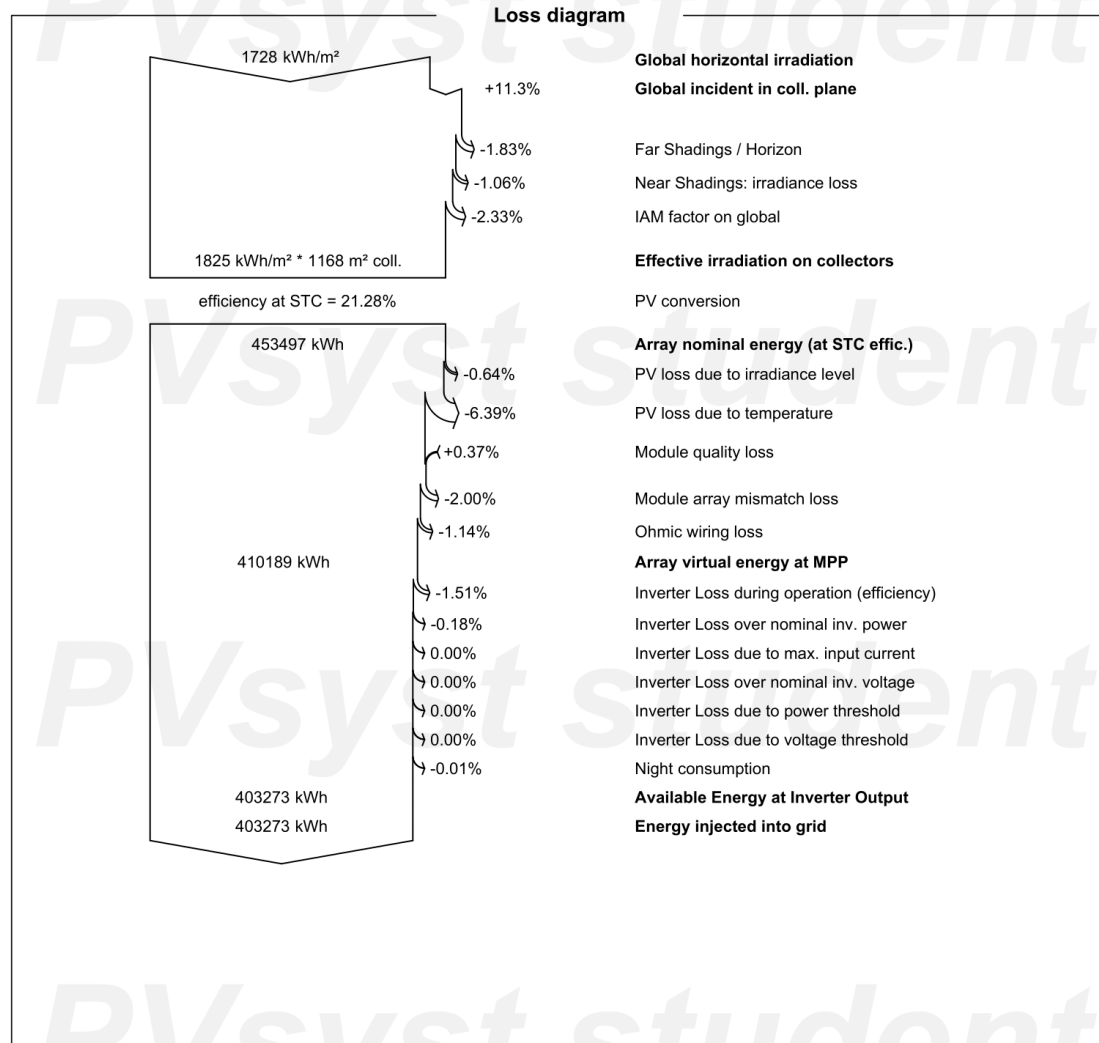 Loss diagram
1728 kWh/m² Global horizontal irradiation
+11.3% Global incident in coll. plane
-1.83% Far Shadings / Horizon
-1.06% Near Shadings: irradiance loss
-2.33% IAM factor on global
1825 kWh/m² * 1168 m² coll. Effective irradiation on collectors
efficiency at STC = 21.28% PV conversion
453497 kWh Array nominal energy (at STC effic.)
-0.64% PV loss due to irradiance level
-6.39% PV loss due to temperature
+0.37% Module quality loss
-2.00% Module array mismatch loss
-1.14% Ohmic wiring loss
410189 kWh Array virtual energy at MPP
-1.51% Inverter Loss during operation (efficiency)
-0.18% Inverter Loss over nominal inv. power
0.00% Inverter Loss due to max. input current
0.00% Inverter Loss over nominal inv. voltage
0.00% Inverter Loss due to power threshold
0.00% Inverter Loss due to voltage threshold
-0.01% Night consumption
403273 kWh Available Energy at Inverter Output
403273 kWh Energy injected into grid
PVsyst student
PVsyst student
PVsyst student
PVsyst student